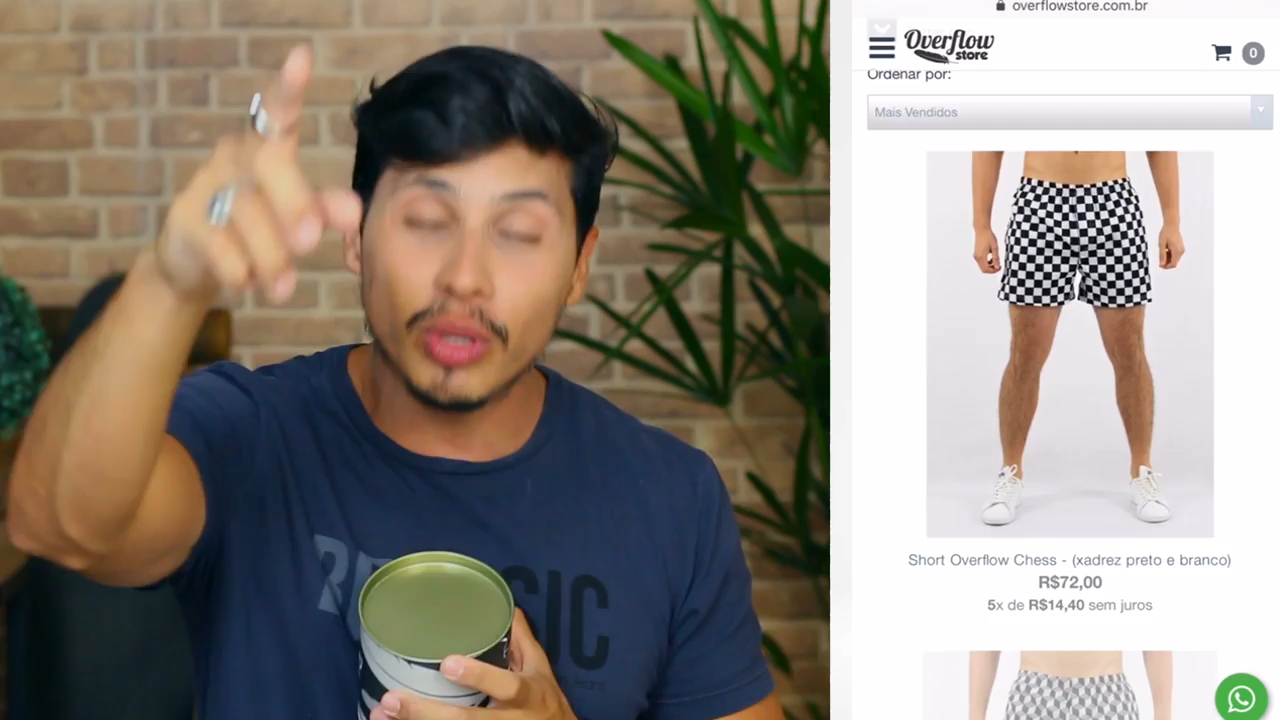 overflowstore.com.br
Overflow
store
0
Ordenar por:
Mais Vendidos
Short Overflow Chess - (xadrez preto e branco)
R$72,00
5x de R$14,40 sem juros
SIC